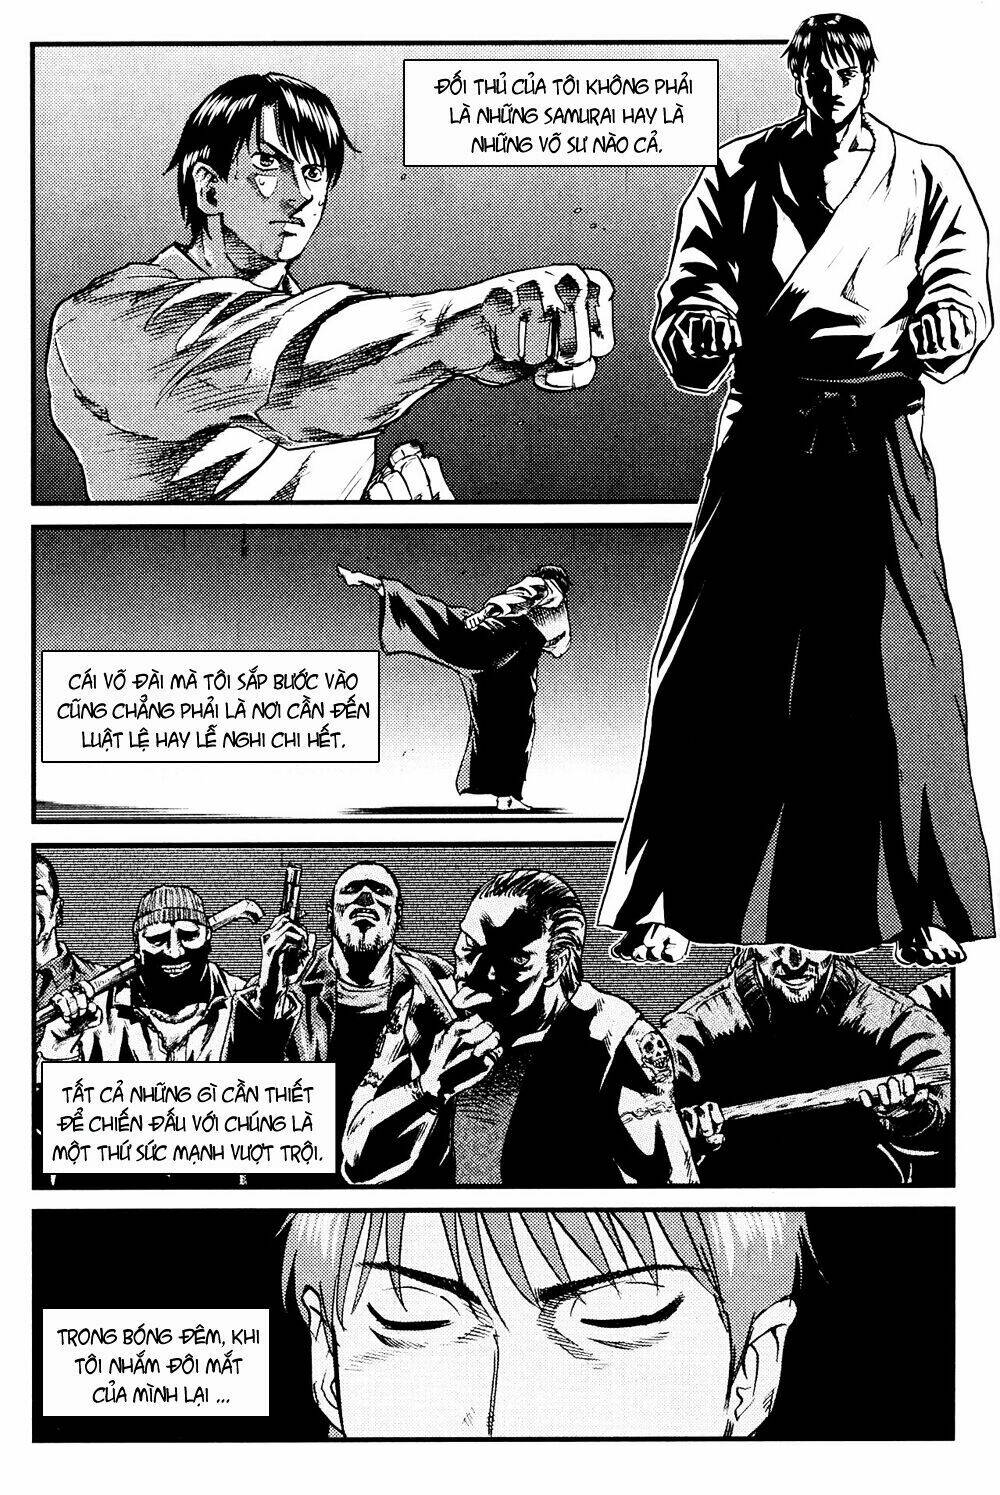 ĐỐI THỦ CỦA TÔI KHÔNG PHẢI
LÀ NHỮNG SAMURAI HAY LÀ
NHỮNG VÕ SƯ NÀO CẢ.
CÁI VÕ ĐÀI MÀ TÔI SẮP BƯỚC VÀO
CŨNG CHẲNG PHẢI LÀ NƠI CẦN ĐẾN
LUẬT LỆ HAY LỄ NGHI CHI HẾT.
TẤT CẢ NHỮNG GÌ CẦN THIẾT
ĐỂ CHIẾN ĐẤU VỚI CHÚNG LÀ
MỘT THỨ SỨC MẠNH VƯỢT TRỘI.
TRONG BÓNG ĐÊM, KHI
TÔI NHẮM ĐÔI MẮT
CỦA MÌNH LẠI ...